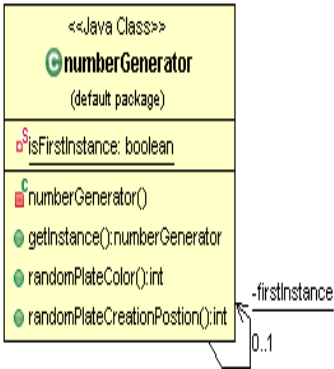 <<Java Class>>
numberGenerator
(default package)
isFirstInstance: boolean
numberGenerator()
getInstance():numberGenerator
randomPlateColor():int
randomPlateCreationPostion():int
-firstInstance
0..1